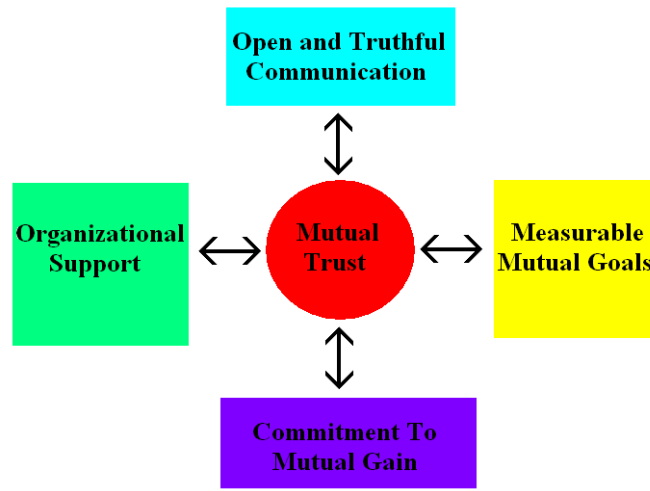 Open and Truthful
Communication
Organizational
Support
Mutual
Trust
Measurable
Mutual Goals
Commitment To
Mutual Gain